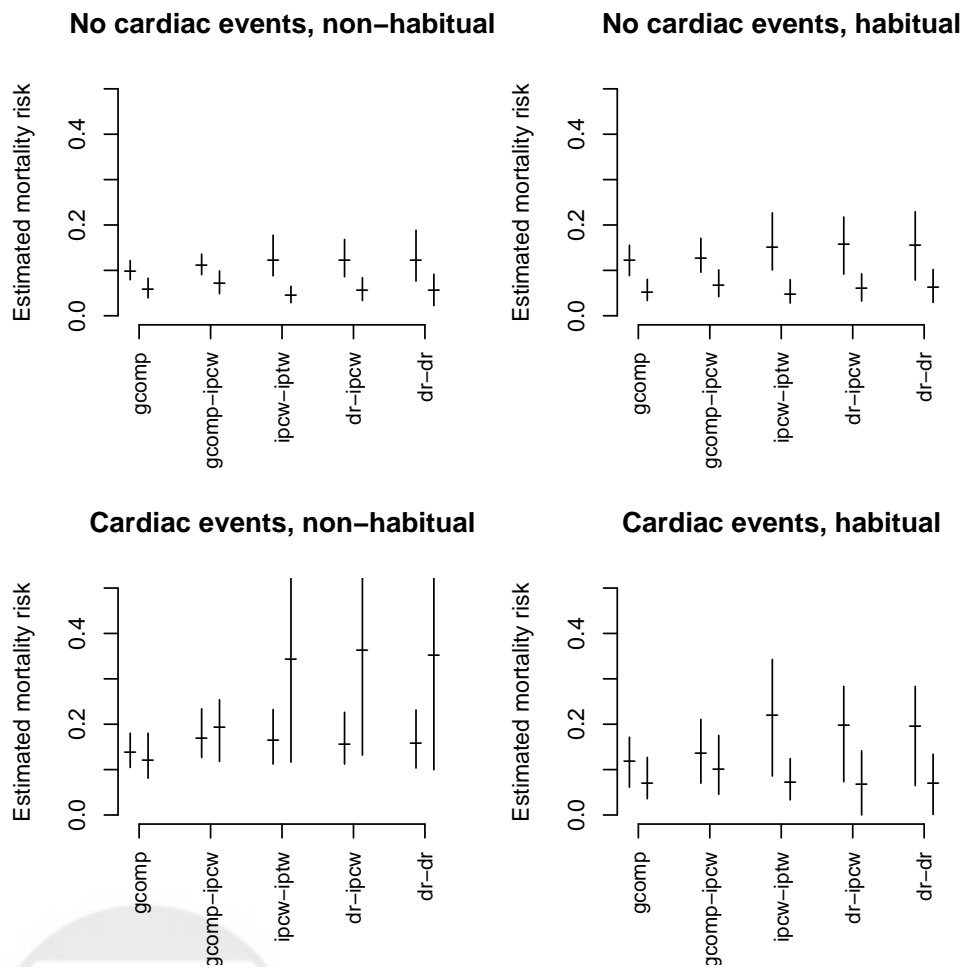 No cardiac events, non−habitual
Estimated mortality risk
0.0 0.2 0.4
gcomp
gcomp−ipcw
ipcw−iptw
dr−ipcw
dr−dr
No cardiac events, habitual
Estimated mortality risk
0.0 0.2 0.4
gcomp
gcomp−ipcw
ipcw−iptw
dr−ipcw
dr−dr
Cardiac events, non−habitual
Estimated mortality risk
0.0 0.2 0.4
gcomp
gcomp−ipcw
ipcw−iptw
dr−ipcw
dr−dr
Cardiac events, habitual
Estimated mortality risk
0.0 0.2 0.4
gcomp
gcomp−ipcw
ipcw−iptw
dr−ipcw
dr−dr